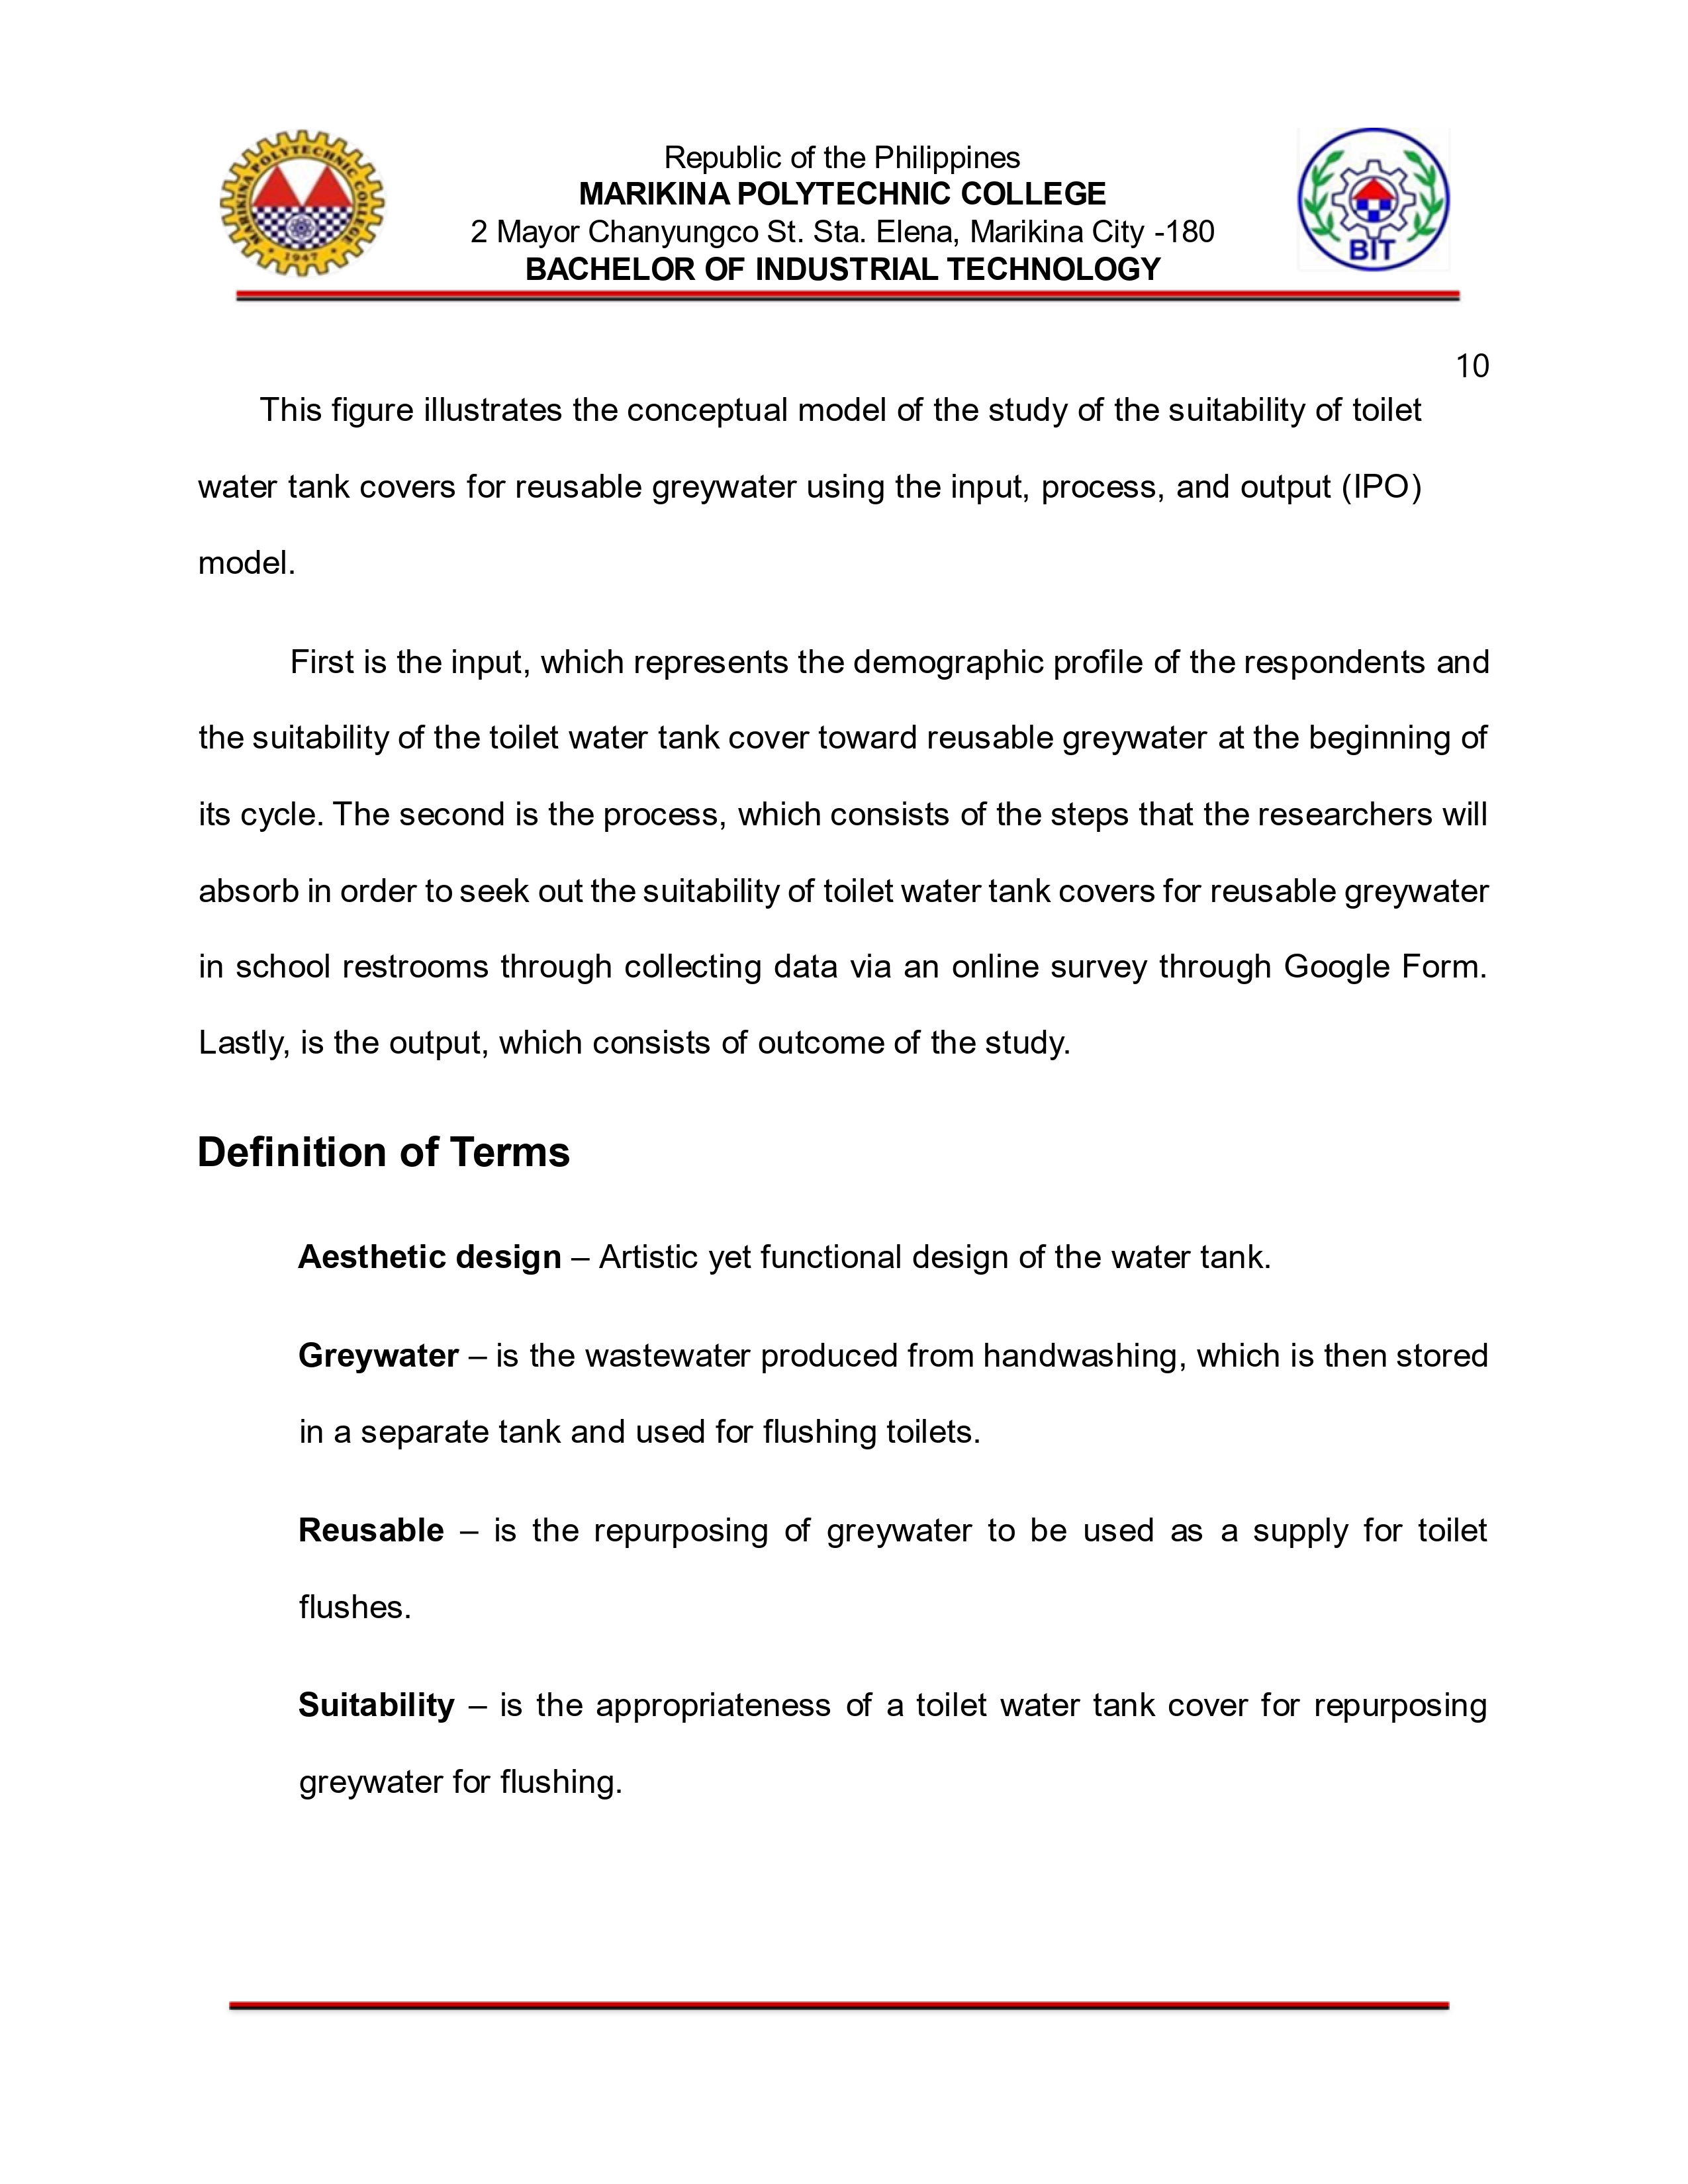 Republic of the Philippines
MARIKINA POLYTECHNIC COLLEGE
2 Mayor Chanyungco St. Sta. Elena, Marikina City -180
BACHELOR OF INDUSTRIAL TECHNOLOGY
MARIKINA POLYTECHNIC COLLEGE
1947
BIT
10
This figure illustrates the conceptual model of the study of the suitability of toilet
water tank covers for reusable greywater using the input, process, and output (IPO)
model.
First is the input, which represents the demographic profile of the respondents and
the suitability of the toilet water tank cover toward reusable greywater at the beginning of
its cycle. The second is the process, which consists of the steps that the researchers will
absorb in order to seek out the suitability of toilet water tank covers for reusable greywater
in school restrooms through collecting data via an online survey through Google Form.
Lastly, is the output, which consists of outcome of the study.
Definition of Terms
Aesthetic design – Artistic yet functional design of the water tank.
Greywater – is the wastewater produced from handwashing, which is then stored
in a separate tank and used for flushing toilets.
Reusable – is the repurposing of greywater to be used as a supply for toilet
flushes.
Suitability – is the appropriateness of a toilet water tank cover for repurposing
greywater for flushing.